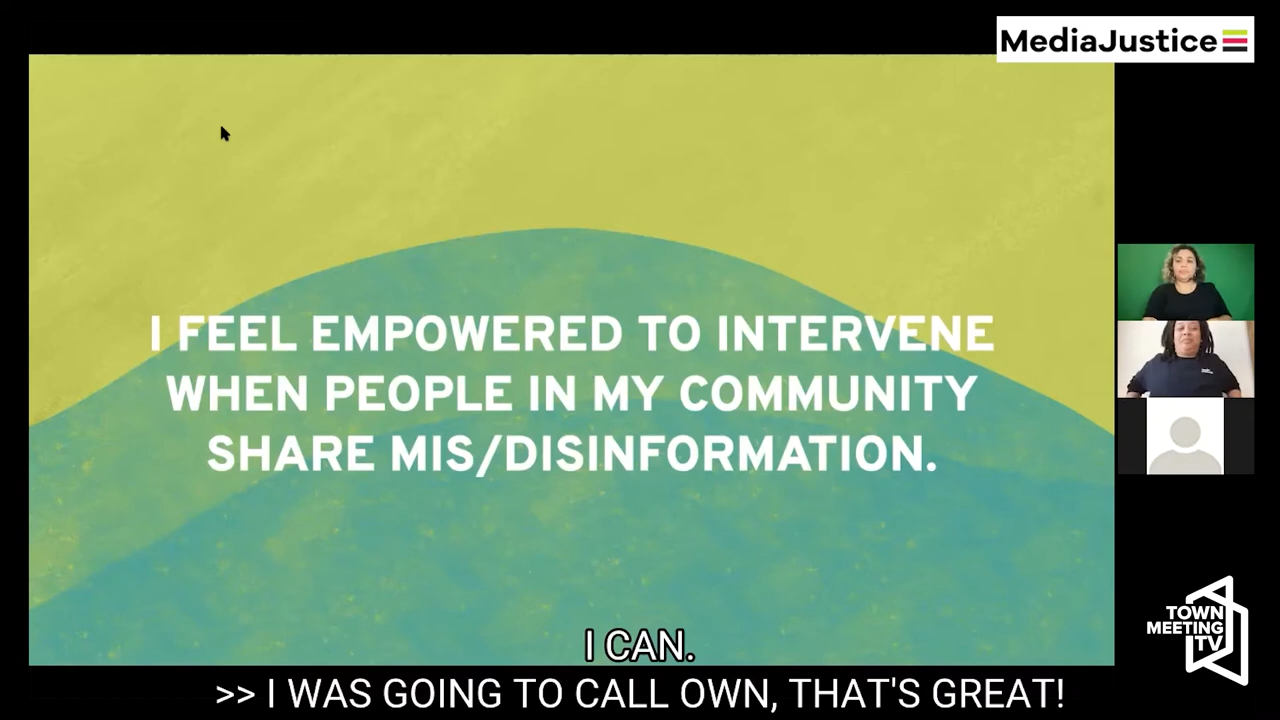 MediaJustice
I FEEL EMPOWERED TO INTERVENE
WHEN PEOPLE IN MY COMMUNITY
SHARE MIS/DISINFORMATION.
TOWN
MEETING
TV
I CAN.
>> I WAS GOING TO CALL OWN, THAT'S GREAT!